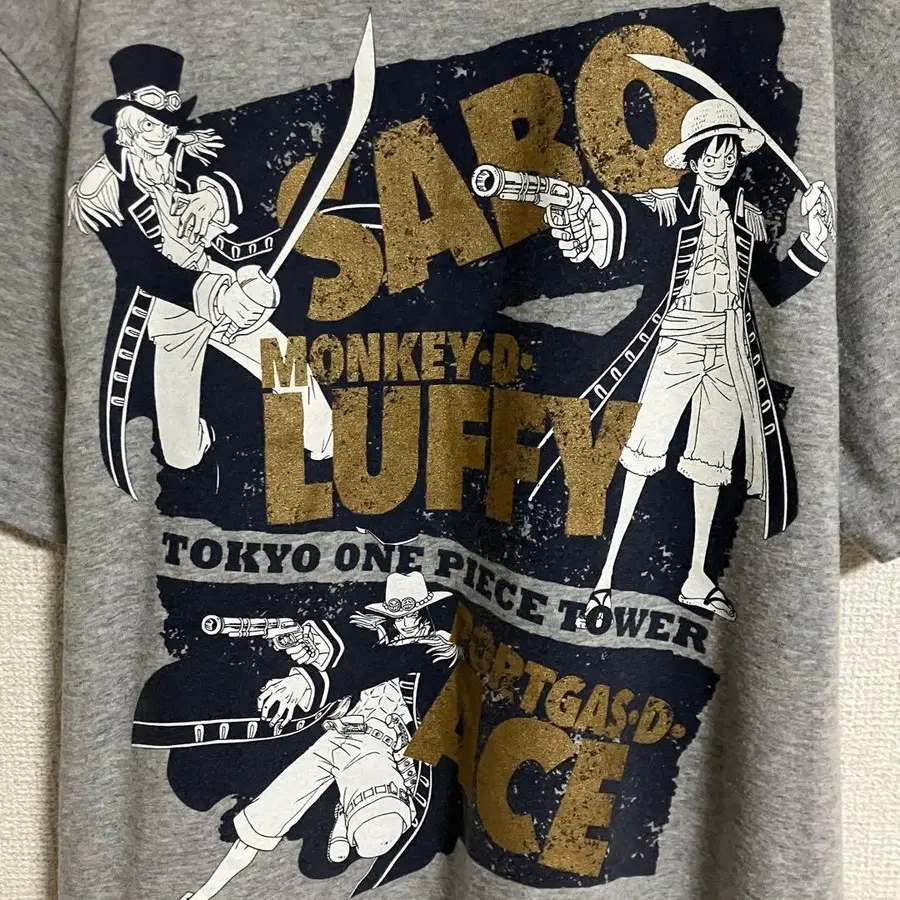 SABO
MONKEY·D·
LUFFY
TOKYO ONE PIECE TOWER
PORTGAS·D·
ACE